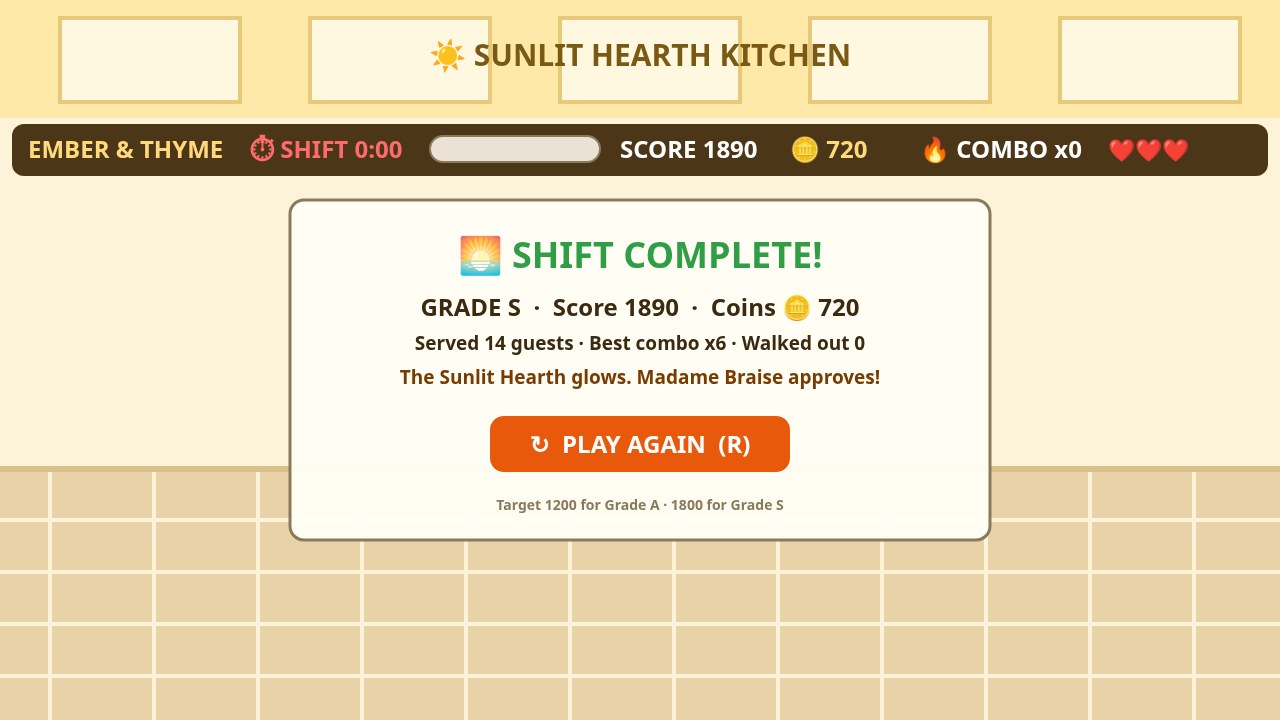 ☀️ SUNLIT HEARTH KITCHEN
EMBER & THYME ⏱ SHIFT 0:00 SCORE 1890 🪙 720 🔥 COMBO x0 ❤️❤️❤️
🌅 SHIFT COMPLETE!
GRADE S · Score 1890 · Coins 🪙 720
Served 14 guests · Best combo x6 · Walked out 0
The Sunlit Hearth glows. Madame Braise approves!
↻ PLAY AGAIN (R)
Target 1200 for Grade A · 1800 for Grade S